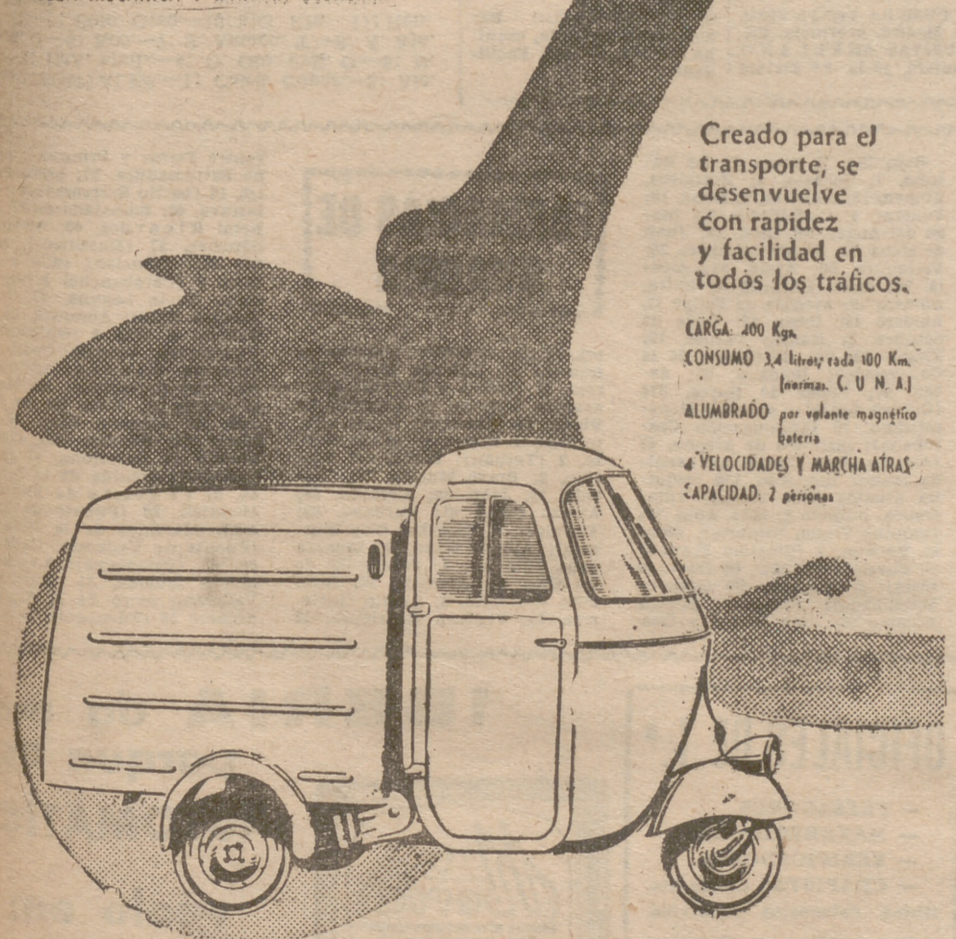 Creado para el
transporte, se
desenvuelve
con rapidez
y facilidad en
todos los tráficos.
CARGA: 400 Kgs.
CONSUMO 3,4 litros, cada 100 Km.
(normas. C. U. N. A.)
ALUMBRADO por volante magnético
batería
4 VELOCIDADES Y MARCHA ATRAS
CAPACIDAD: 2 personas